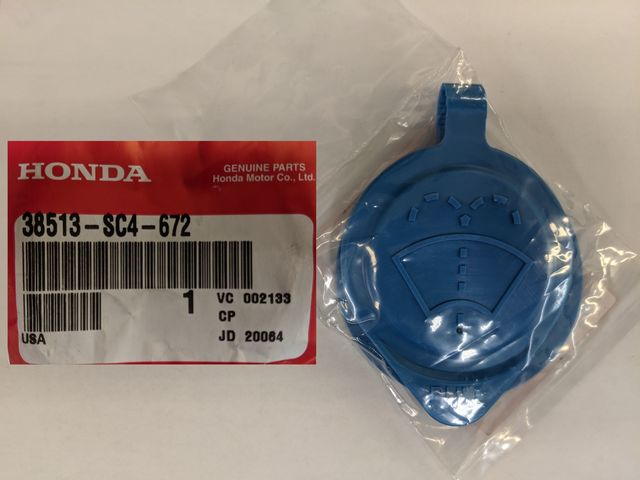 HONDA
GENUINE PARTS
Honda Motor Co., Ltd.
38513-SC4-672
1
VC 002133
CP
USA
JD 20064